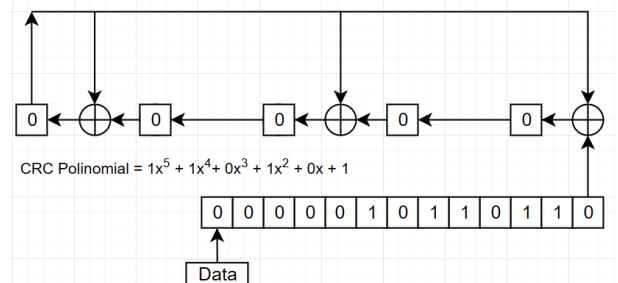 0 0 0 0 0
CRC Polinomial = 1x⁵ + 1x⁴+ 0x³ + 1x² + 0x + 1
0 0 0 0 0 1 0 1 1 0 1 1 0
Data